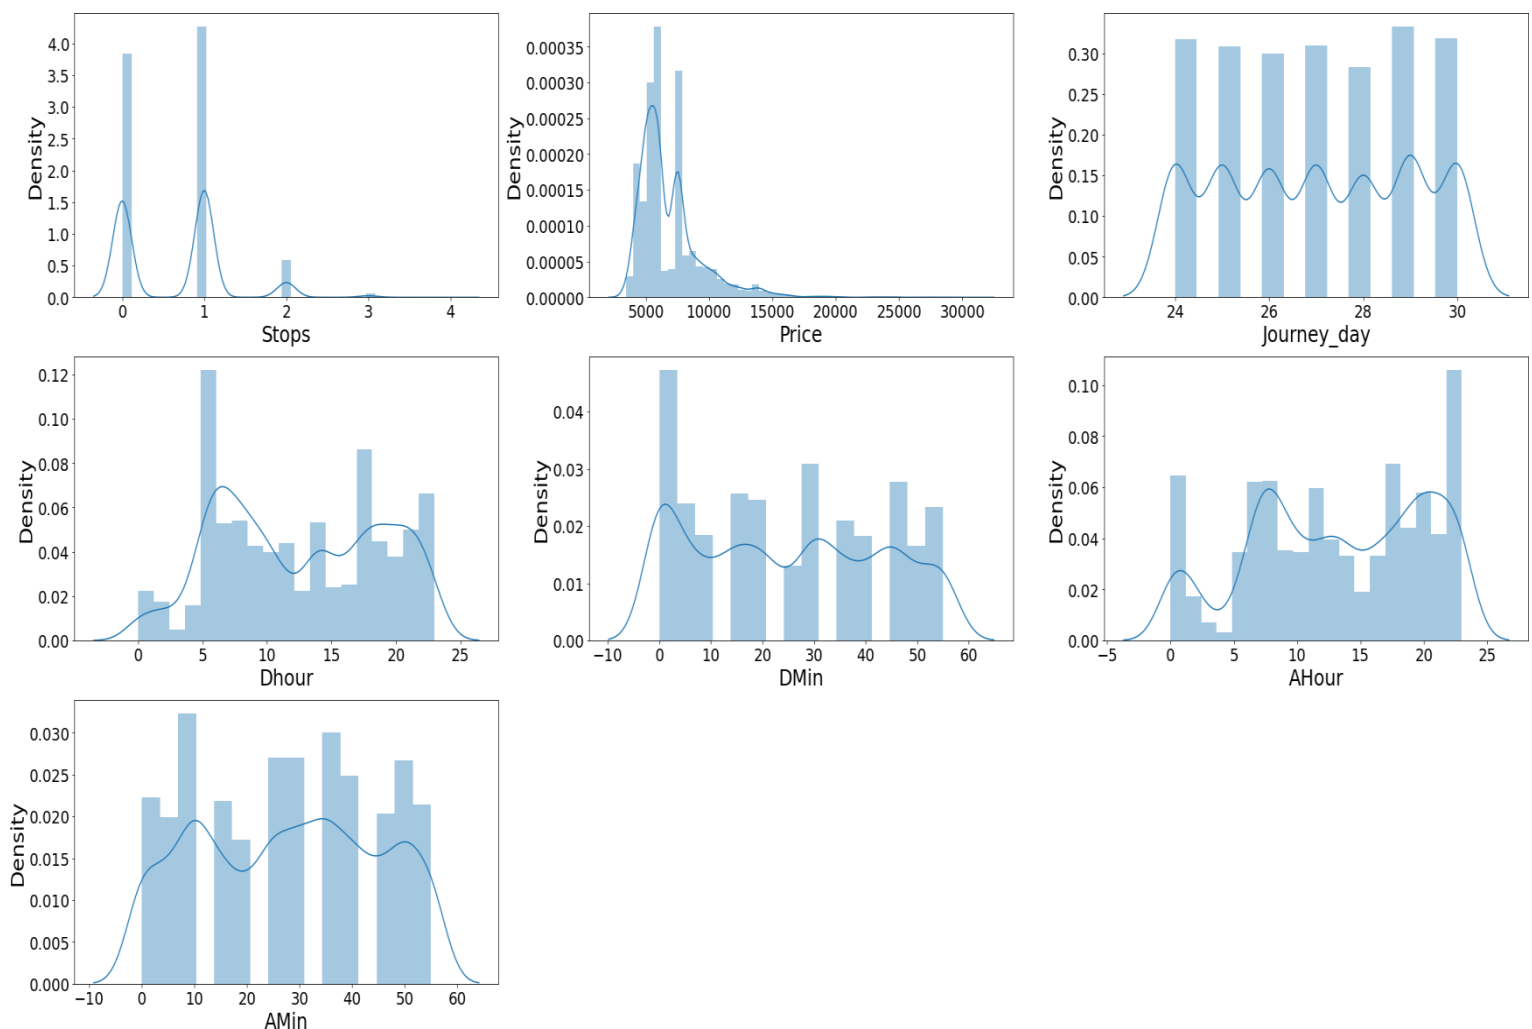 Density
4.0
3.5
3.0
2.5
2.0
1.5
1.0
0.5
0.0
0 1 2 3 4
Stops
Density
0.00035
0.00030
0.00025
0.00020
0.00015
0.00010
0.00005
0.00000
5000 10000 15000 20000 25000 30000
Price
Density
0.30
0.25
0.20
0.15
0.10
0.05
0.00
24 26 28 30
Journey_day
Density
0.12
0.10
0.08
0.06
0.04
0.02
0.00
0 5 10 15 20 25
Dhour
Density
0.04
0.03
0.02
0.01
0.00
−10 0 10 20 30 40 50 60
DMin
Density
0.10
0.08
0.06
0.04
0.02
0.00
−5 0 5 10 15 20 25
AHour
Density
0.030
0.025
0.020
0.015
0.010
0.005
0.000
−10 0 10 20 30 40 50 60
AMin